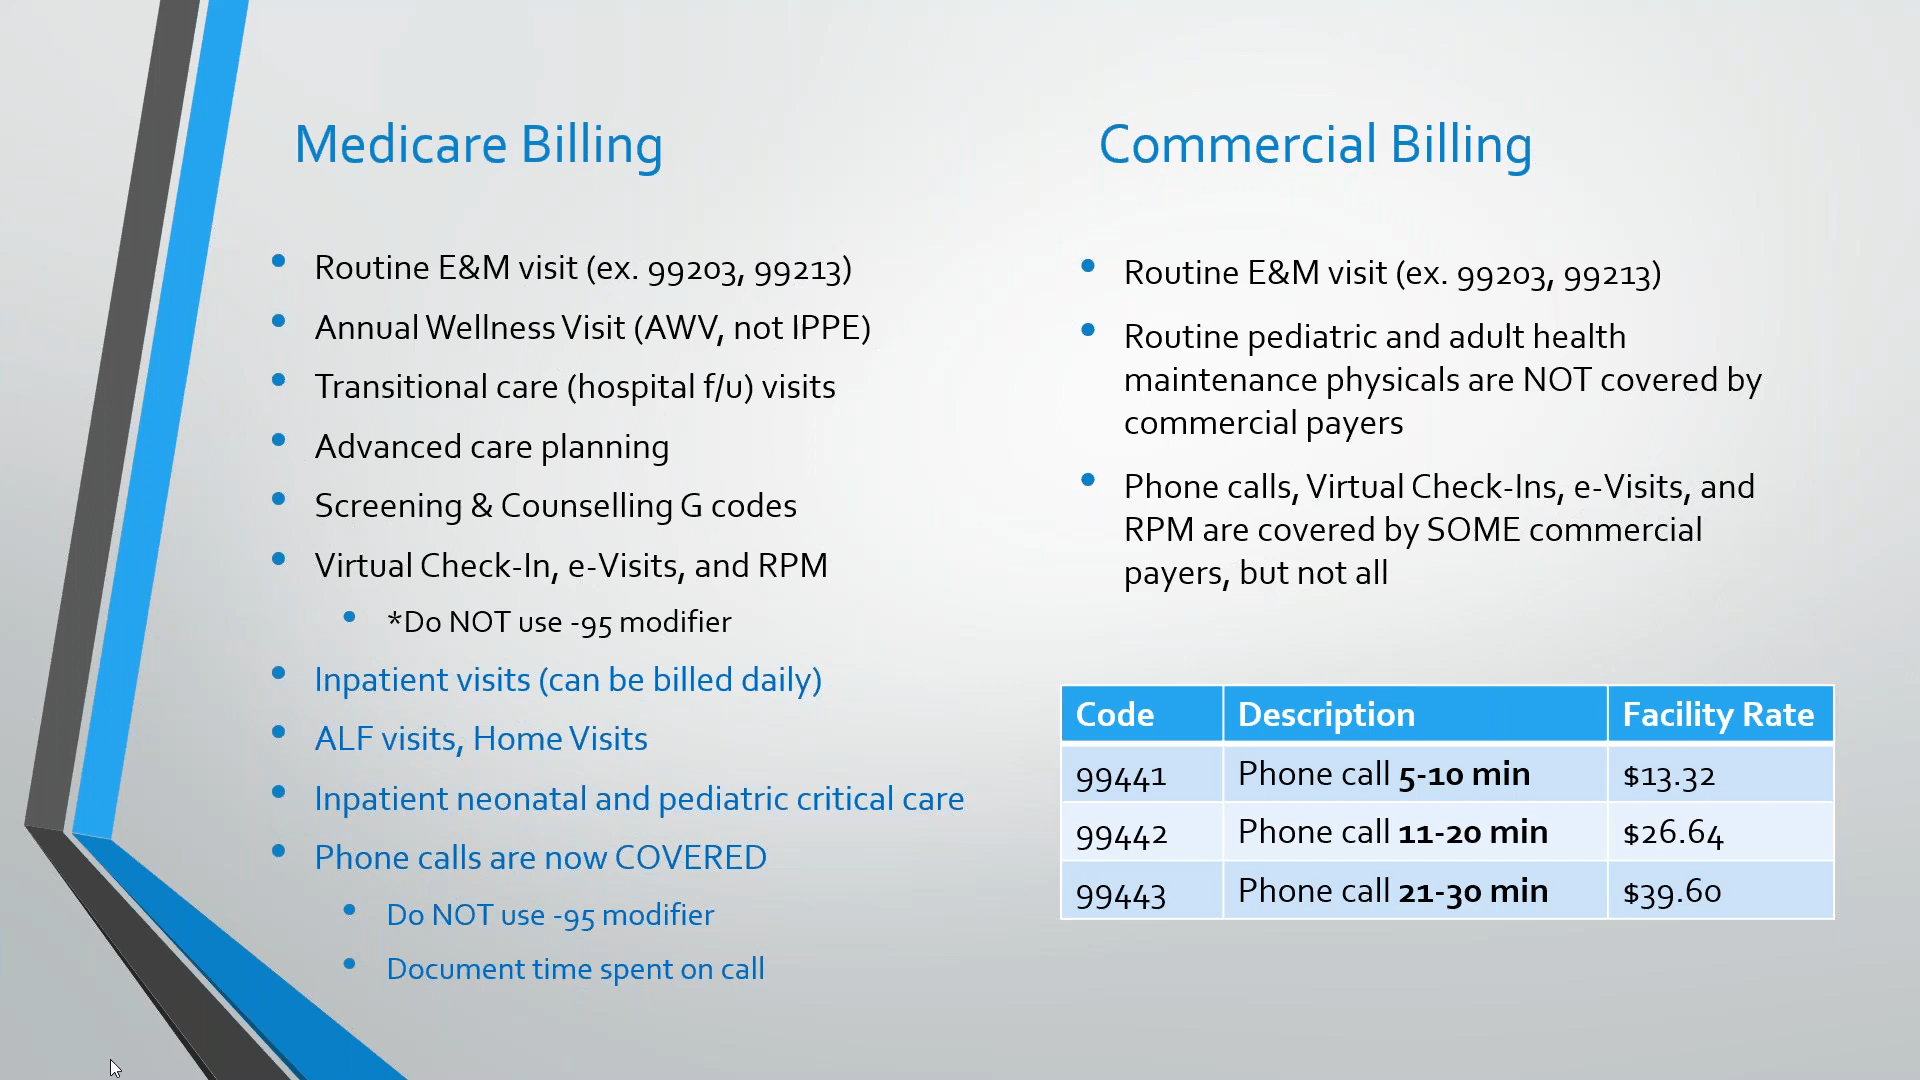 Medicare Billing
• Routine E&M visit (ex. 99203, 99213)
• Annual Wellness Visit (AWV, not IPPE)
• Transitional care (hospital f/u) visits
• Advanced care planning
• Screening & Counselling G codes
• Virtual Check-In, e-Visits, and RPM
• *Do NOT use -95 modifier
• Inpatient visits (can be billed daily)
• ALF visits, Home Visits
• Inpatient neonatal and pediatric critical care
• Phone calls are now COVERED
• Do NOT use -95 modifier
• Document time spent on call
Commercial Billing
• Routine E&M visit (ex. 99203, 99213)
• Routine pediatric and adult health
maintenance physicals are NOT covered by
commercial payers
• Phone calls, Virtual Check-Ins, e-Visits, and
RPM are covered by SOME commercial
payers, but not all
Code Description Facility Rate
99441 Phone call 5-10 min $13.32
99442 Phone call 11-20 min $26.64
99443 Phone call 21-30 min $39.60